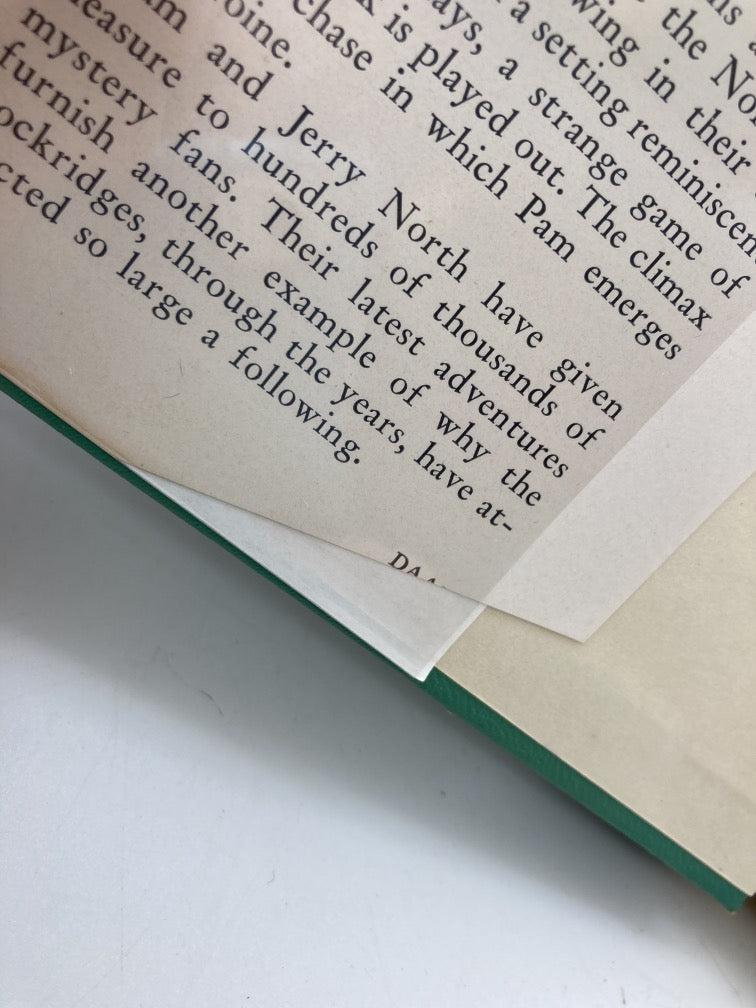 the Nor
wing in their
a setting reminiscen
ays, a strange game of
k is played out. The climax
chase in which Pam emerges
oine.
m and Jerry North have given
leasure to hundreds of thousands of
mystery fans. Their latest adventures
furnish another example of why the
ockridges, through the years, have at-
cted so large a following.